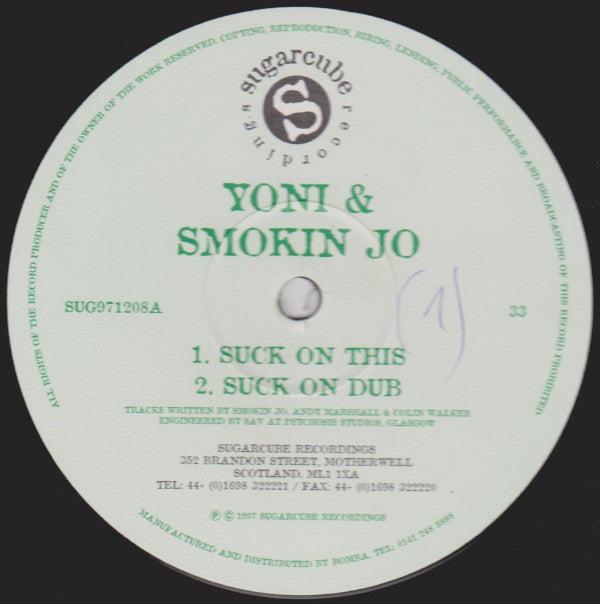 ALL RIGHTS OF THE RECORD PRODUCER AND OF THE OWNER OF THE WORK RESERVED. COPYING, REPRODUCTION, HIRING, LENDING, PUBLIC PERFORMANCE AND BROADCASTING OF THIS RECORD PROHIBITED
sugarcube recordings
S
YONI &
SMOKIN JO
SUG971208A
(1)
33
1. SUCK ON THIS
2. SUCK ON DUB
TRACKS WRITTEN BY SMOKIN JO, ANDY MARSHALL & COLIN WALKER
ENGINEERED BY SAV AT PSYCHOSIS STUDIOS, GLASGOW
SUGARCUBE RECORDINGS
352 BRANDON STREET, MOTHERWELL
SCOTLAND. ML1 1XA
TEL: 44+ (0)1698 322221 / FAX: 44+ (0)1698 322220
℗ © 1997 SUGARCUBE RECORDINGS
MANUFACTURED AND DISTRIBUTED BY BOMBA. TEL: 0141 248 5888